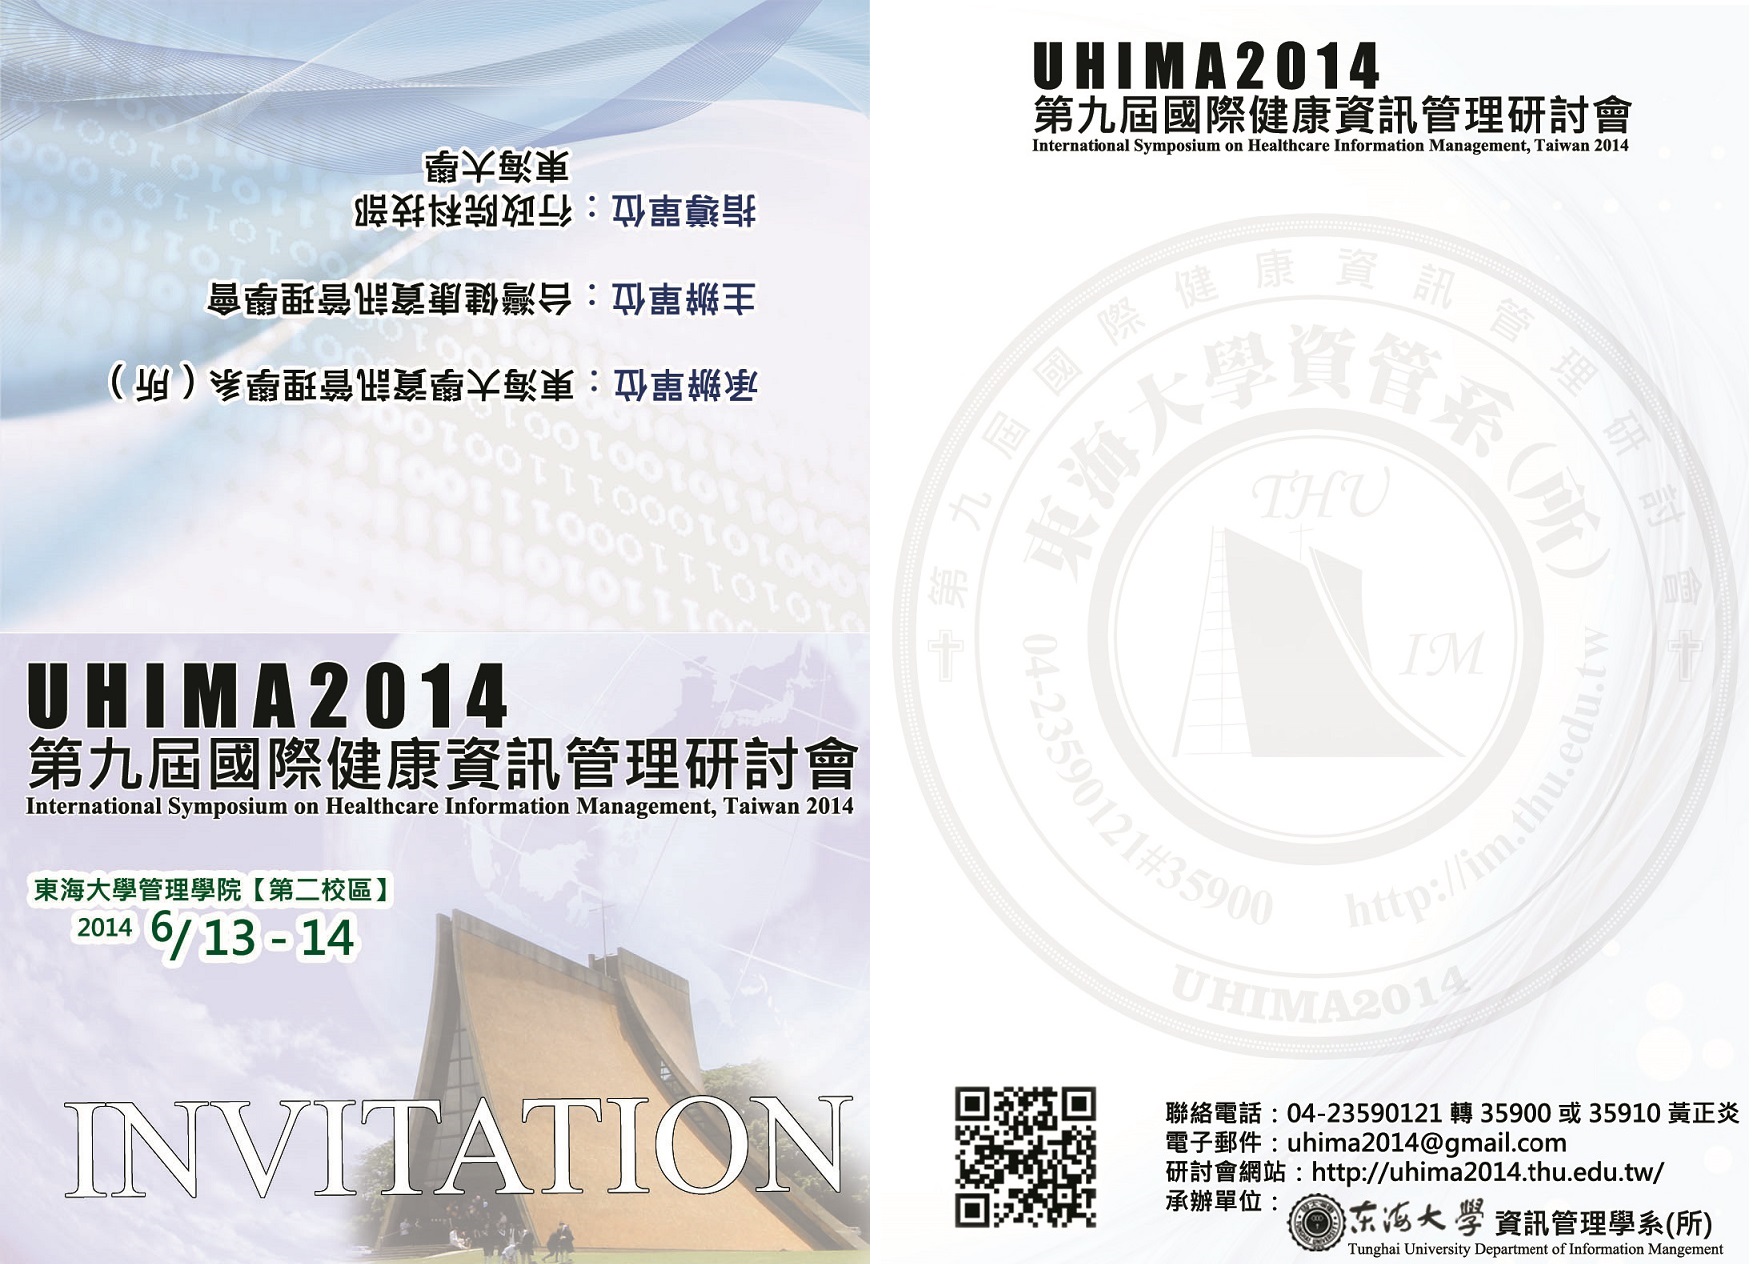 承辦單位：東海大學資訊管理學系（所）
主辦單位：台灣健康資訊管理學會
指導單位：行政院科技部
東海大學
UHIMA2014
第九屆國際健康資訊管理研討會
International Symposium on Healthcare Information Management, Taiwan 2014
東海大學管理學院【第二校區】
2014 6/13-14
INVITATION
UHIMA2014
第九屆國際健康資訊管理研討會
International Symposium on Healthcare Information Management, Taiwan 2014
第九屆國際健康資訊管理研討會
東海大學資管系(所)
THU
IM
04-23590121#35900
http://im.thu.edu.tw
UHIMA2014
聯絡電話：04-23590121 轉 35900 或 35910 黃正炎
電子郵件：uhima2014@gmail.com
研討會網站：http://uhima2014.thu.edu.tw/
承辦單位：東海大學 資訊管理學系(所)
Tunghai University Department of Information Mangement